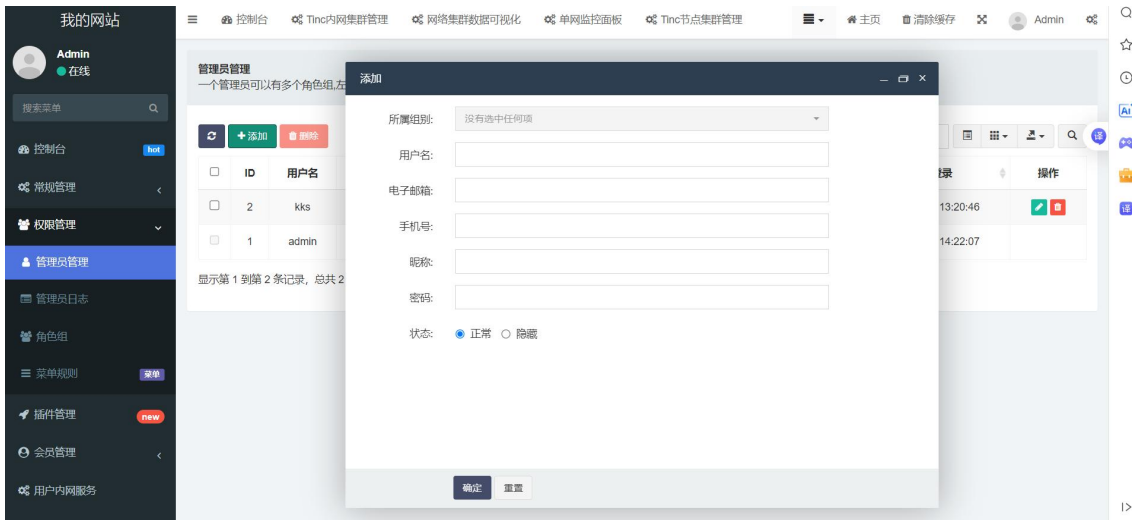 我的网站
控制台 Tinc内网集群管理 网络集群数据可视化 单网监控面板 Tinc节点集群管理 主页 清除缓存 Admin
Admin
在线
搜索菜单
控制台 hot
常规管理
权限管理
管理员管理
管理员日志
角色组
菜单规则 菜单
插件管理 new
会员管理
用户内网服务
管理员管理
一个管理员可以有多个角色组,左
添加 删除
ID 用户名 登录 操作
2 kks 13:20:46
1 admin 14:22:07
显示第 1 到第 2 条记录，总共 2
添加
所属组别: 没有选中任何项
用户名:
电子邮箱:
手机号:
昵称:
密码:
状态: 正常 隐藏
确定 重置
AI
译
译